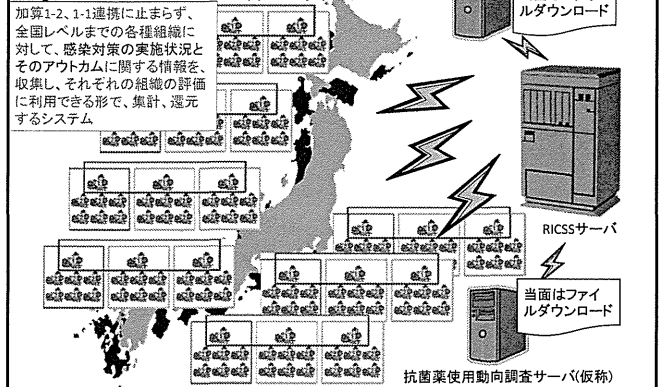 加算1-2、1-1連携に止まらず、
全国レベルまでの各種組織に
対して、感染対策の実施状況と
そのアウトカムに関する情報を、
収集し、それぞれの組織の評価
に利用できる形で、集計、還元
するシステム
ルダウンロード
RICSSサーバ
当面はファイ
ルダウンロード
抗菌薬使用動向調査サーバ(仮称)